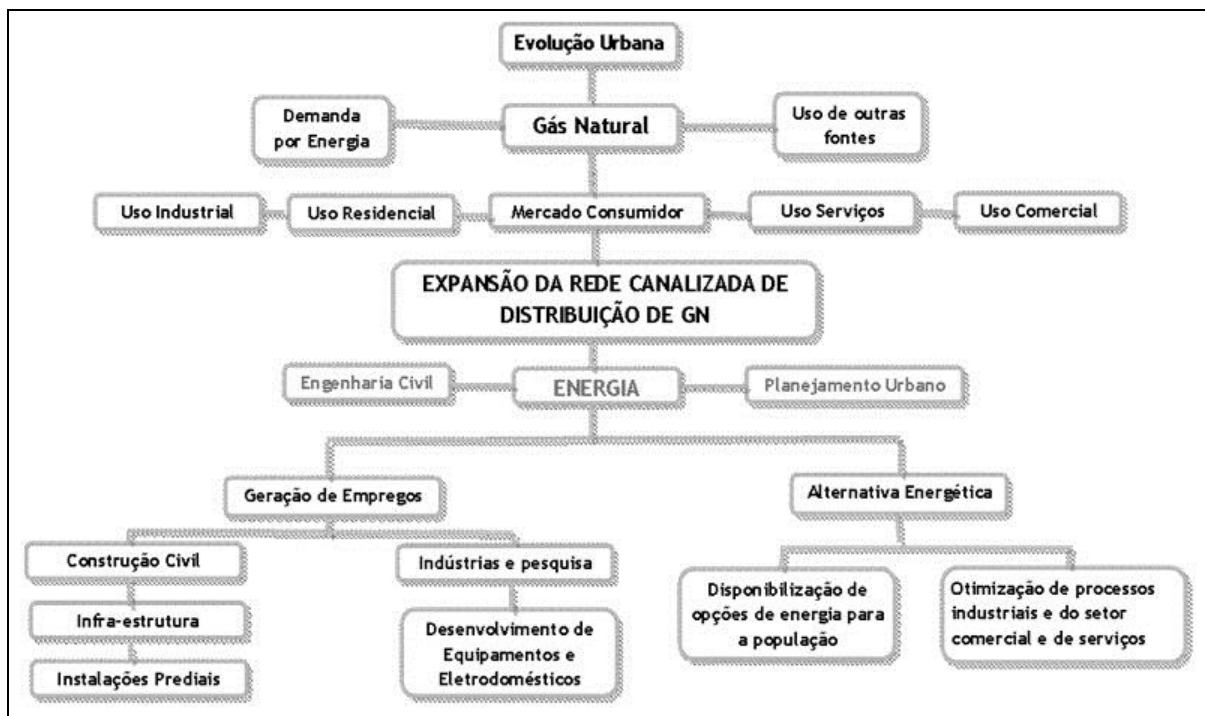 Evolução Urbana
Demanda
por Energia
Gás Natural
Uso de outras
fontes
Uso Industrial
Uso Residencial
Mercado Consumidor
Uso Serviços
Uso Comercial
EXPANSÃO DA REDE CANALIZADA DE
DISTRIBUIÇÃO DE GN
Engenharia Civil
ENERGIA
Planejamento Urbano
Geração de Empregos
Alternativa Energética
Construção Civil
Indústrias e pesquisa
Infra-estrutura
Instalações Prediais
Desenvolvimento de
Equipamentos e
Eletrodomésticos
Disponibilização de
opções de energia para
a população
Otimização de processos
industriais e do setor
comercial e de serviços